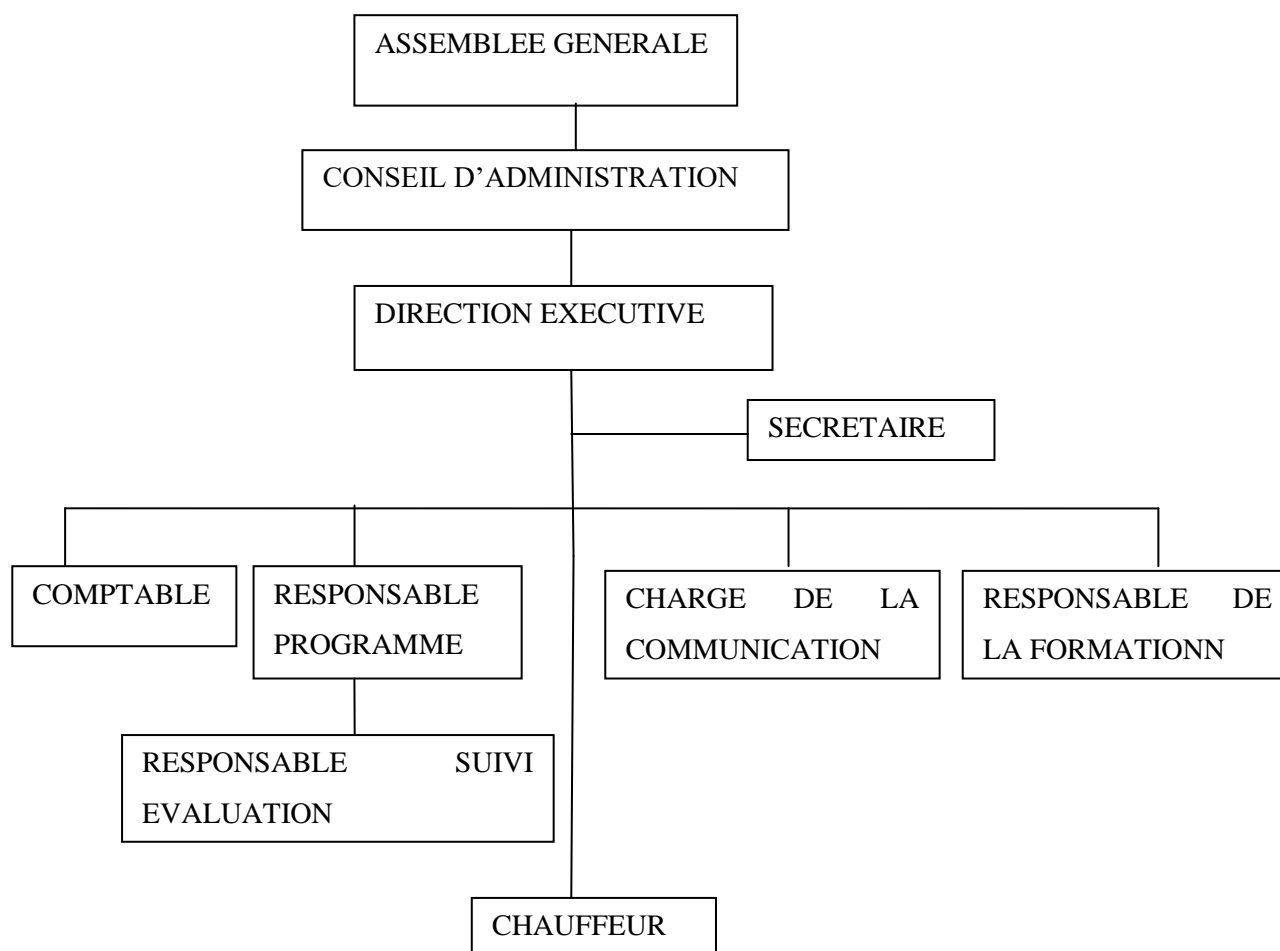 ASSEMBLEE GENERALE
CONSEIL D’ADMINISTRATION
DIRECTION EXECUTIVE
SECRETAIRE
COMPTABLE
RESPONSABLE
PROGRAMME
CHARGE DE LA
COMMUNICATION
RESPONSABLE DE
LA FORMATIONN
RESPONSABLE SUIVI
EVALUATION
CHAUFFEUR